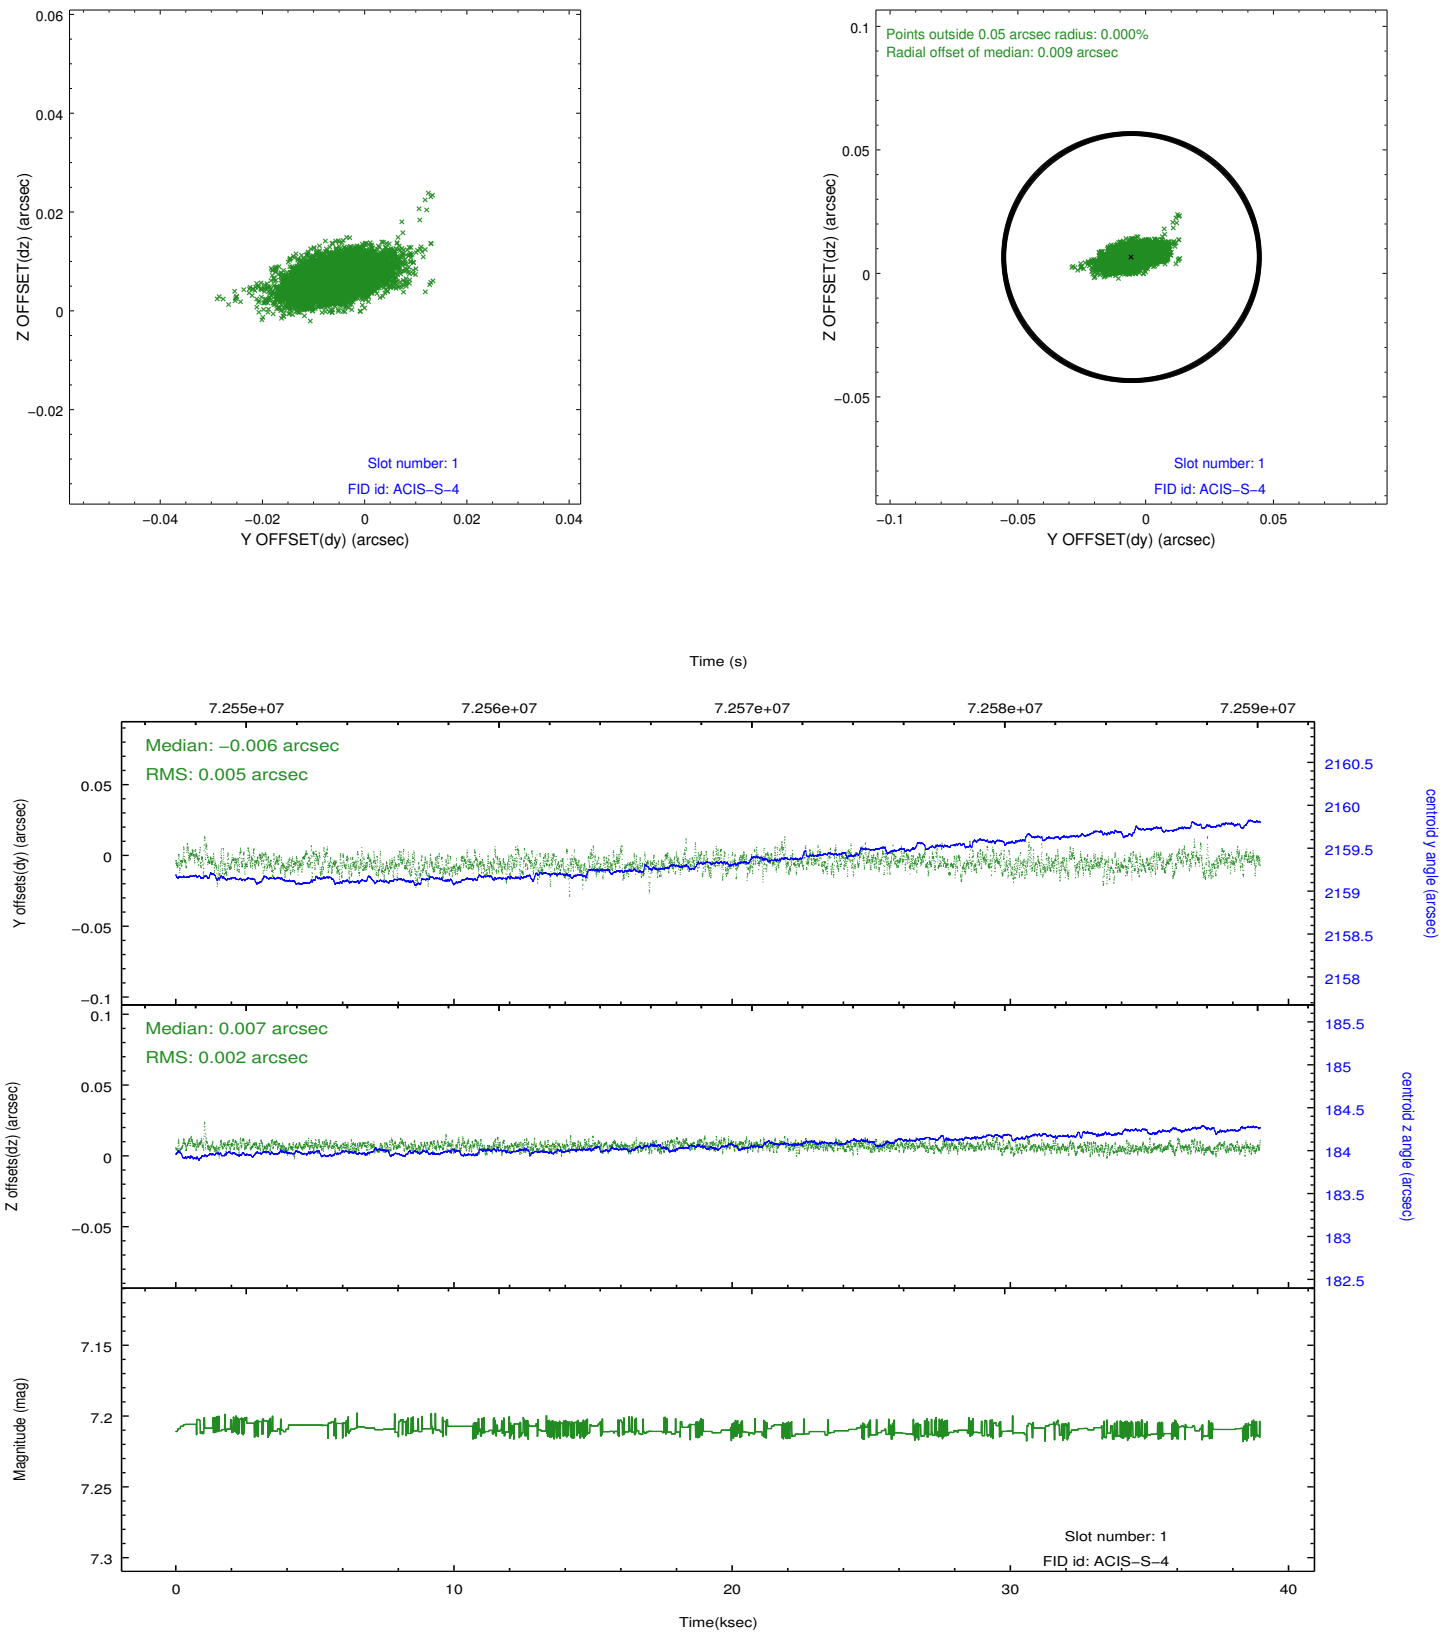 0.06
0.04
0.02
0
−0.02
Z OFFSET(dz) (arcsec)
Slot number: 1
FID id: ACIS−S−4
−0.04
−0.02
0
0.02
0.04
Y OFFSET(dy) (arcsec)
Points outside 0.05 arcsec radius: 0.000%
Radial offset of median: 0.009 arcsec
0.1
0.05
0
−0.05
Z OFFSET(dz) (arcsec)
Slot number: 1
FID id: ACIS−S−4
−0.1
−0.05
0
0.05
Y OFFSET(dy) (arcsec)
Time (s)
7.255e+07
7.256e+07
7.257e+07
7.258e+07
7.259e+07
Median: −0.006 arcsec
RMS: 0.005 arcsec
0.05
0
−0.05
−0.1
Y offsets(dy) (arcsec)
2160.5
2160
2159.5
2159
2158.5
2158
centroid y angle (arcsec)
Median: 0.007 arcsec
RMS: 0.002 arcsec
0.1
0.05
0
−0.05
Z offsets(dz) (arcsec)
185.5
185
184.5
184
183.5
183
182.5
centroid z angle (arcsec)
7.15
7.2
7.25
7.3
Magnitude (mag)
Slot number: 1
FID id: ACIS−S−4
0
10
20
30
40
Time(ksec)